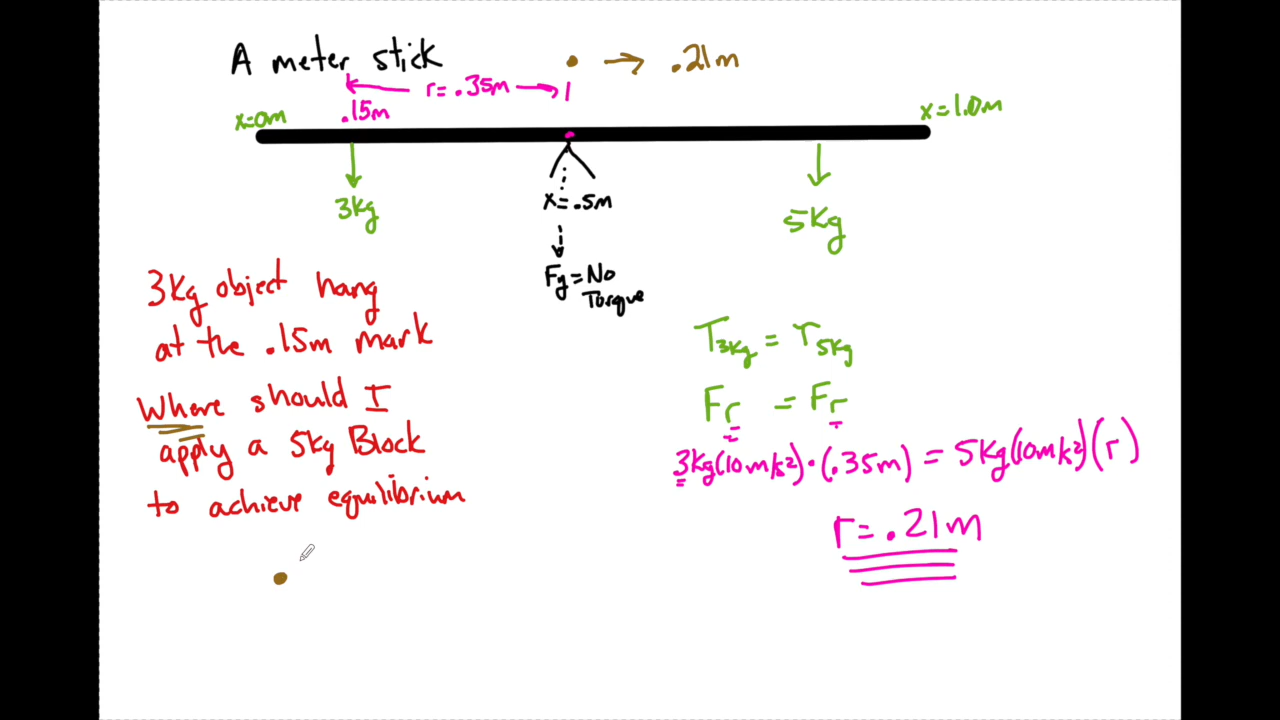 A meter stick
→ .21m
r= .35m
x=0m
.15m
x=1.0m
3kg
x= .5m
5kg
Fg=No
Torque
3kg object hang
at the .15m mark
Where should I
apply a 5kg Block
to achieve equilibrium
τ3kg = τ5kg
Fr = Fr
3kg(10m/s²)·(.35m) = 5kg(10m/s²)(r)
r= .21m